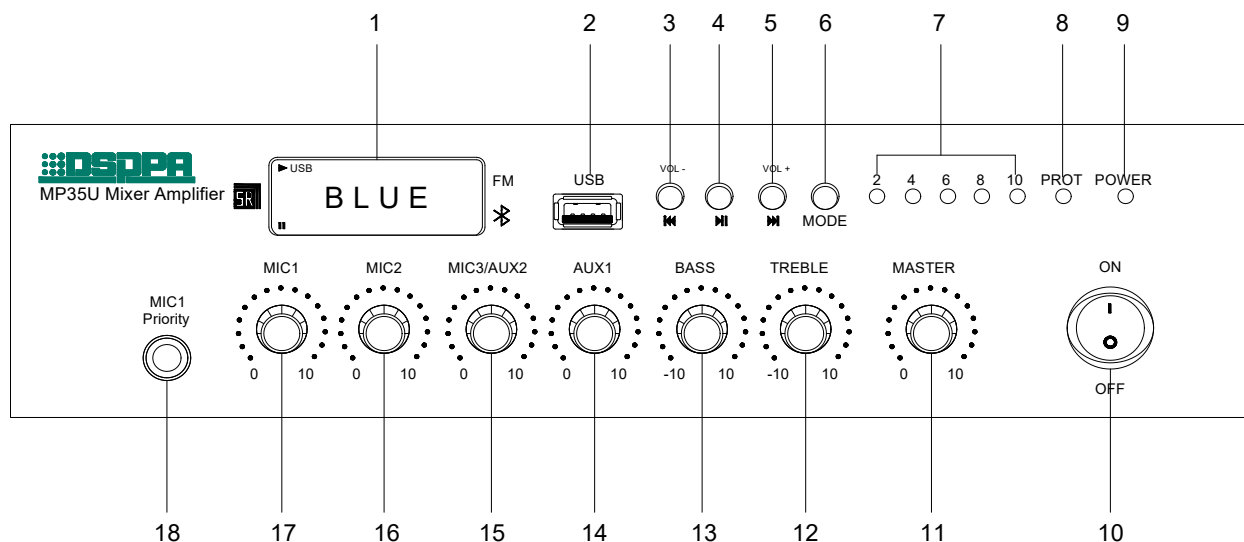 1 2 3 4 5 6 7 8 9
DSPPA
MP35U Mixer Amplifier
USB
BLUE
FM
USB
VOL -
VOL +
MODE
2 4 6 8 10
PROT
POWER
MIC1
Priority
MIC1
0 10
MIC2
0 10
MIC3/AUX2
0 10
AUX1
0 10
BASS
-10 10
TREBLE
-10 10
MASTER
0 10
ON
OFF
18 17 16 15 14 13 12 11 10